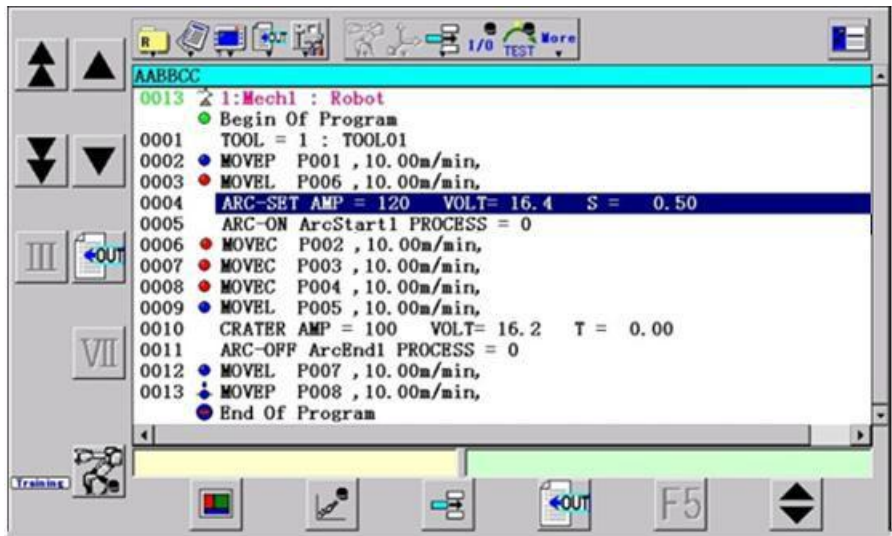 R OUT I/O TEST More
AABBCC
0013 1:Mech1 : Robot
Begin Of Program
0001 TOOL = 1 : TOOL01
0002 MOVEP P001 ,10.00m/min,
0003 MOVEL P006 ,10.00m/min,
0004 ARC-SET AMP = 120 VOLT= 16.4 S = 0.50
0005 ARC-ON ArcStart1 PROCESS = 0
0006 MOVEC P002 ,10.00m/min,
0007 MOVEC P003 ,10.00m/min,
0008 MOVEC P004 ,10.00m/min,
0009 MOVEL P005 ,10.00m/min,
0010 CRATER AMP = 100 VOLT= 16.2 T = 0.00
0011 ARC-OFF ArcEnd1 PROCESS = 0
0012 MOVEL P007 ,10.00m/min,
0013 MOVEP P008 ,10.00m/min,
End Of Program
III OUT
VII
Training
OUT F5